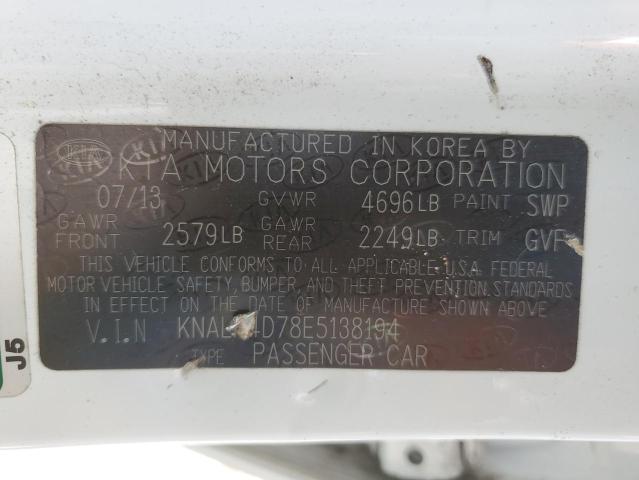 MANUFACTURED IN KOREA BY
KIA KIA MOTORS CORPORATION
07/13 GVWR 4696LB PAINT SWP
GAWR FRONT 2579LB GAWR REAR 2249LB TRIM GVF
THIS VEHICLE CONFORMS TO ALL APPLICABLE U.S.A. FEDERAL
MOTOR VEHICLE SAFETY, BUMPER, AND THEFT PREVENTION STANDARDS
IN EFFECT ON THE DATE OF MANUFACTURE SHOWN ABOVE
V.I.N
TYPE PASSENGER CAR
J5